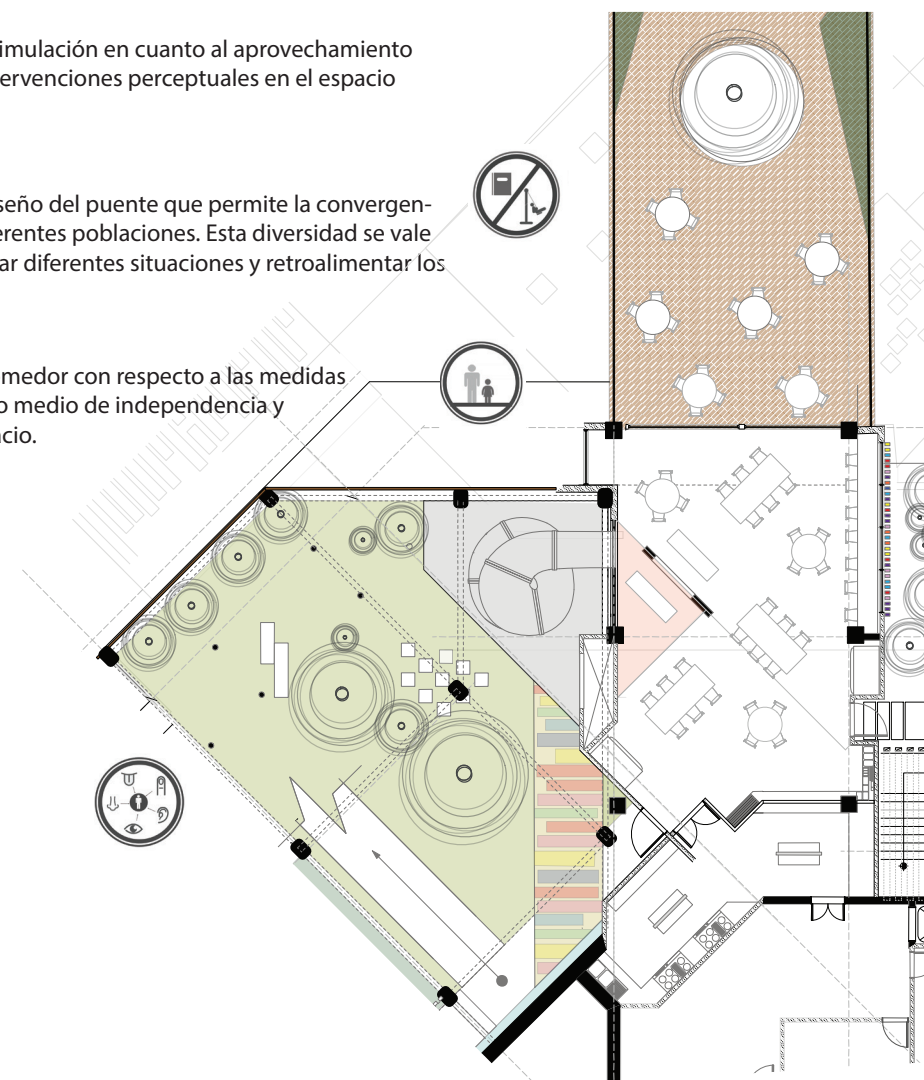 imulación en cuanto al aprovechamiento
ervenciones perceptuales en el espacio
seño del puente que permite la convergen-
erentes poblaciones. Esta diversidad se vale
ar diferentes situaciones y retroalimentar los
medor con respecto a las medidas
o medio de independencia y
ncio.